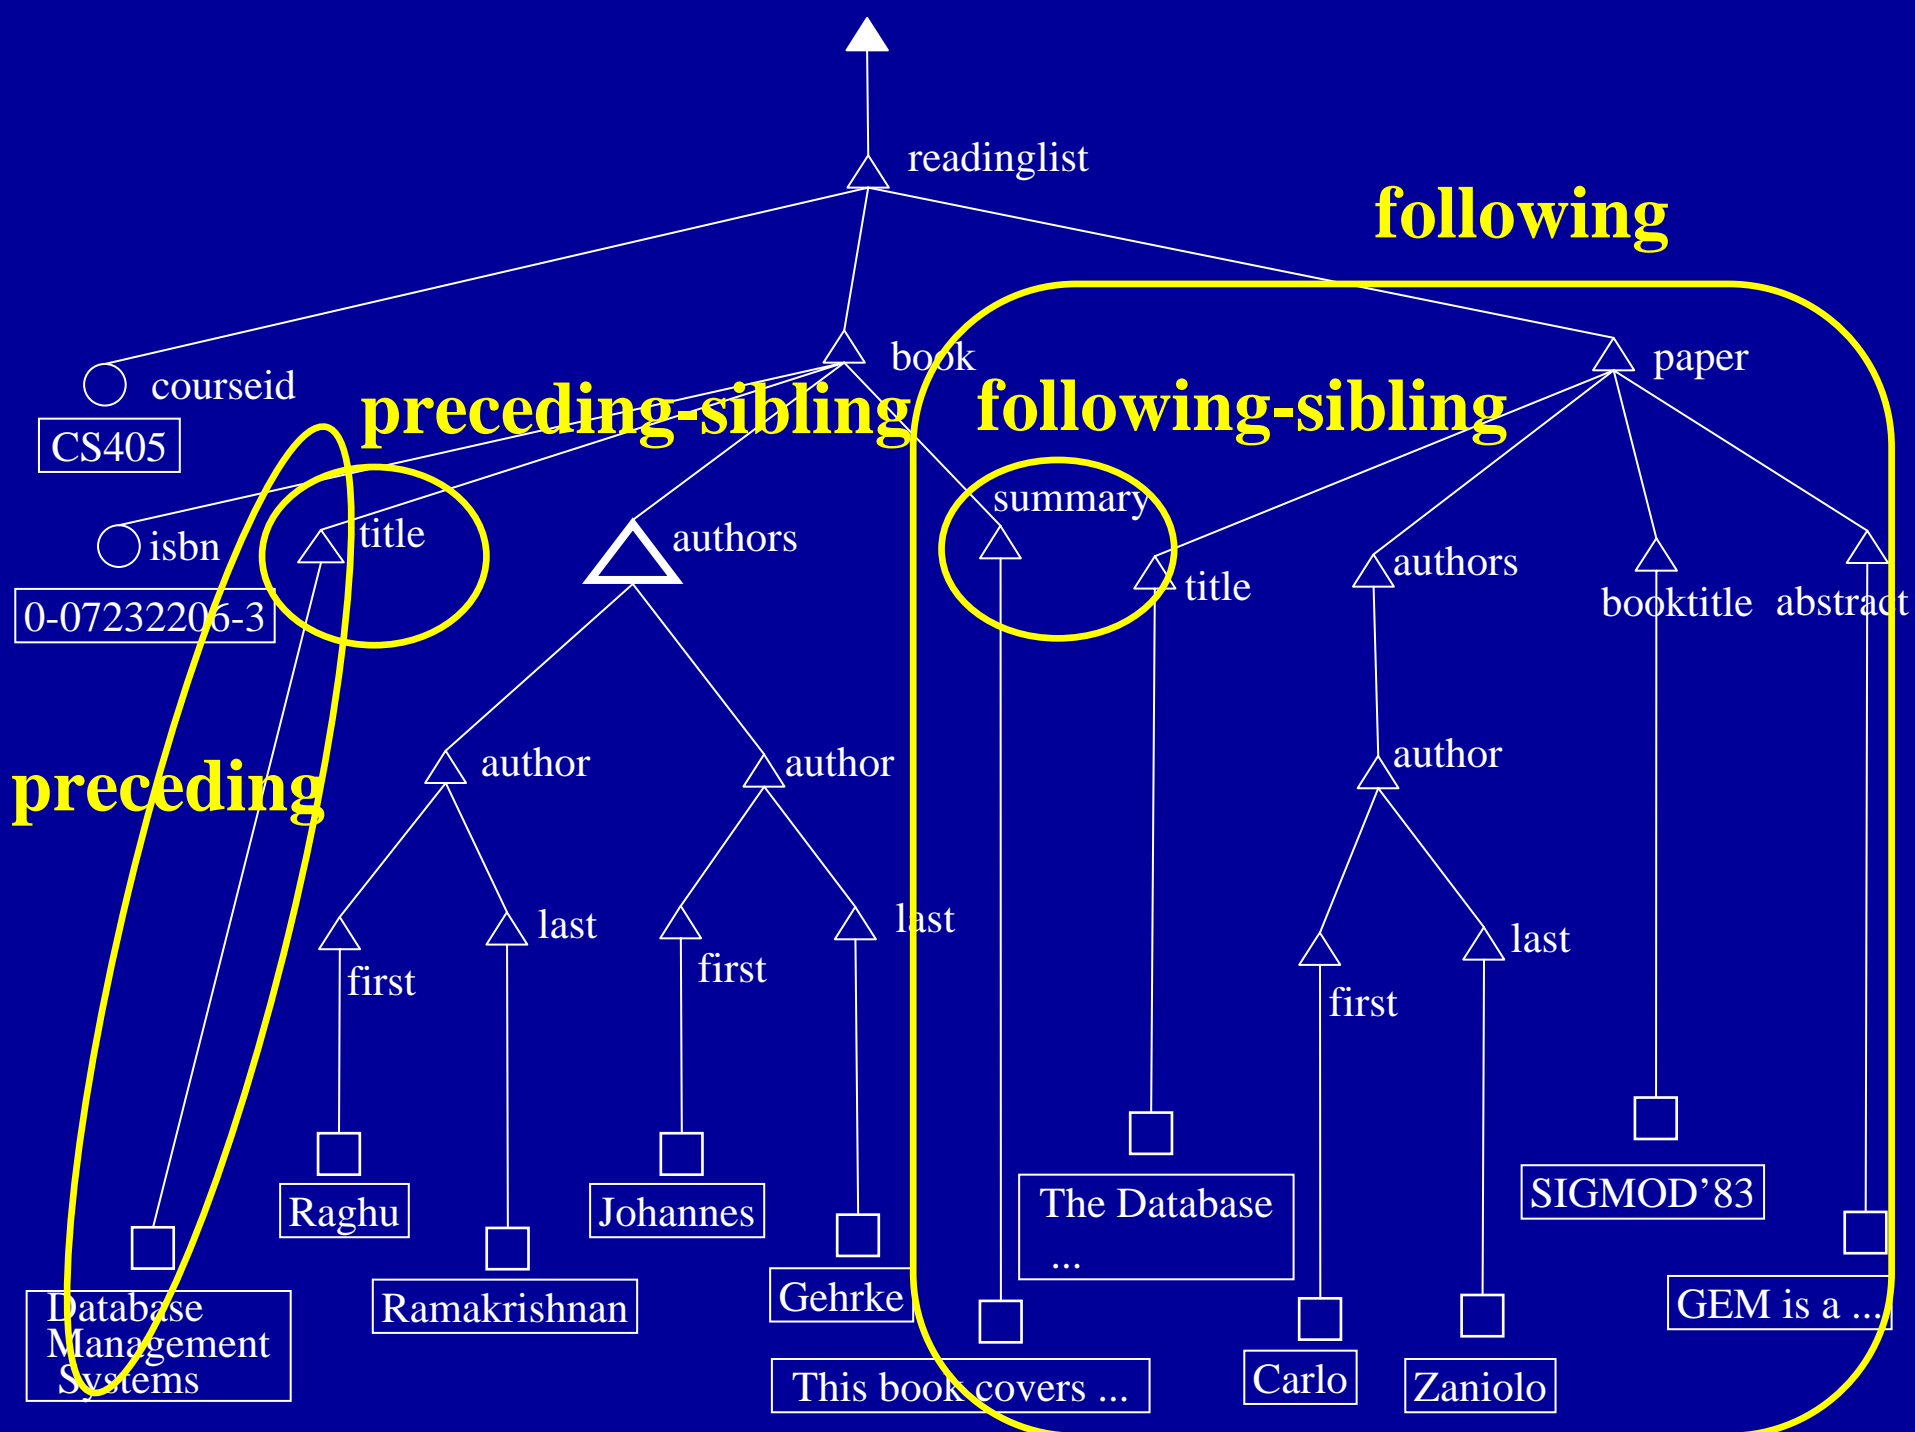 readinglist
following
book
paper
courseid
preceding-sibling
following-sibling
CS405
summary
title
authors
isbn
authors
title
booktitle
abstract
0-07232206-3
author
author
author
preceding
last
last
last
first
first
first
SIGMOD’83
The Database
...
Raghu
Johannes
Gehrke
Ramakrishnan
GEM is a ...
Database
Management
Systems
This book covers ...
Carlo
Zaniolo